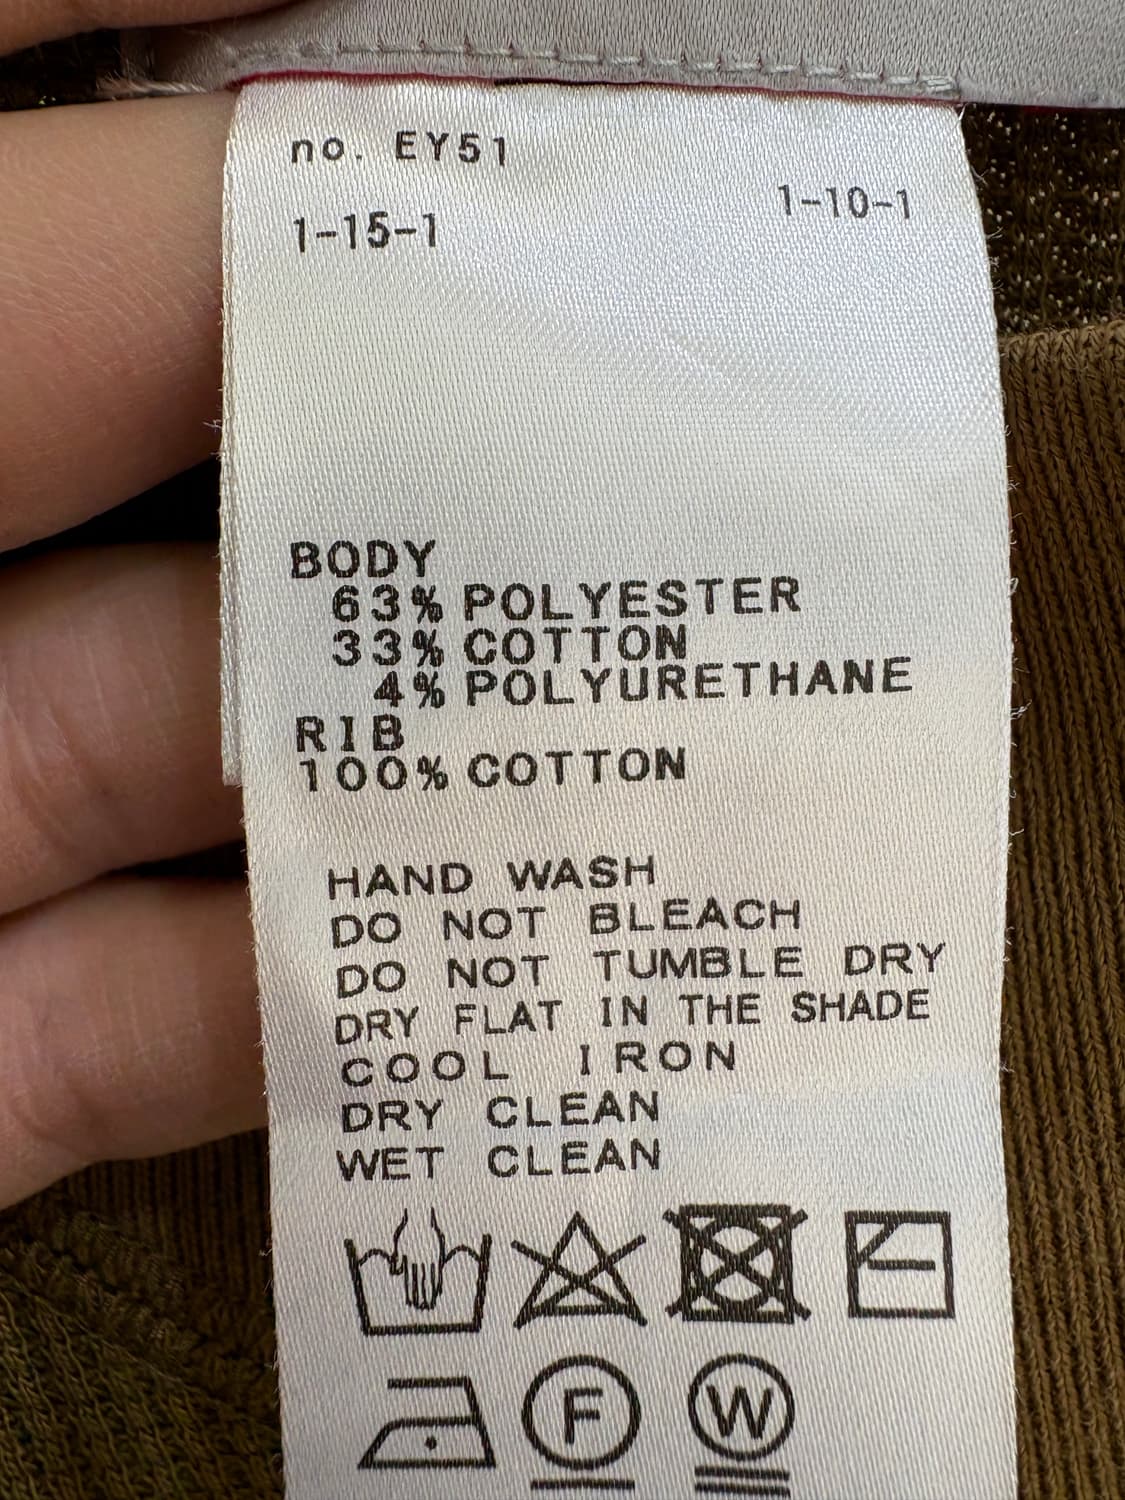 no. EY51
1-10-1
1-15-1
BODY
63% POLYESTER
33% COTTON
4% POLYURETHANE
RIB
100% COTTON
HAND WASH
DO NOT BLEACH
DO NOT TUMBLE DRY
DRY FLAT IN THE SHADE
COOL IRON
DRY CLEAN
WET CLEAN
F W